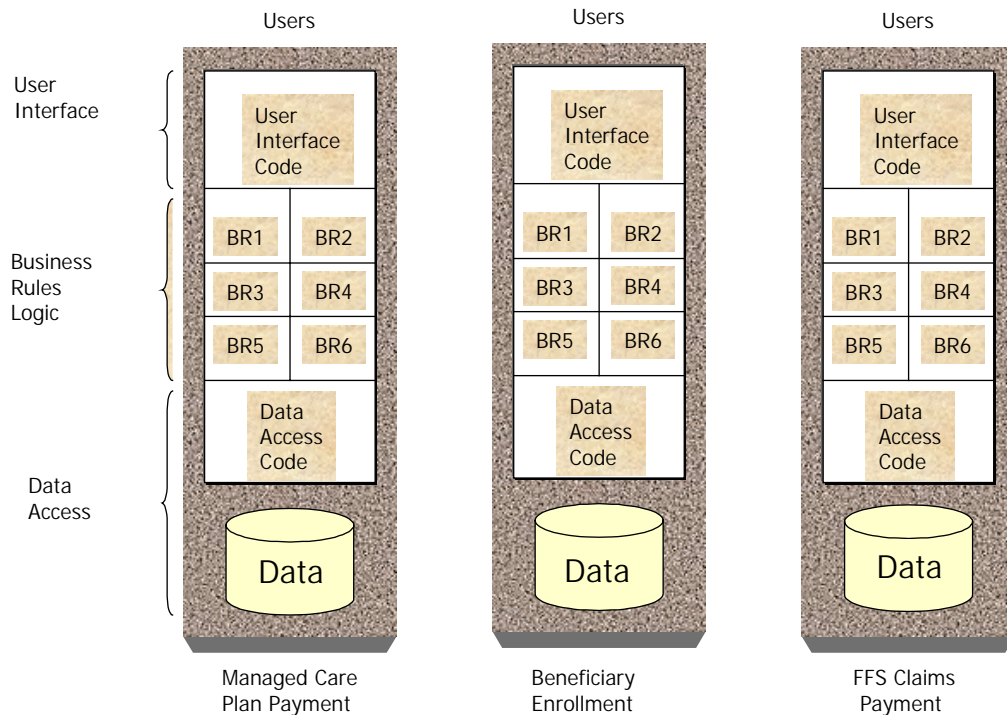 Users
Users
Users
User
Interface
Business
Rules
Logic
Data
Access
User
Interface
Code
BR1
BR2
BR3
BR4
BR5
BR6
Data
Access
Code
Data
Managed Care
Plan Payment
User
Interface
Code
BR1
BR2
BR3
BR4
BR5
BR6
Data
Access
Code
Data
Beneficiary
Enrollment
User
Interface
Code
BR1
BR2
BR3
BR4
BR5
BR6
Data
Access
Code
Data
FFS Claims
Payment